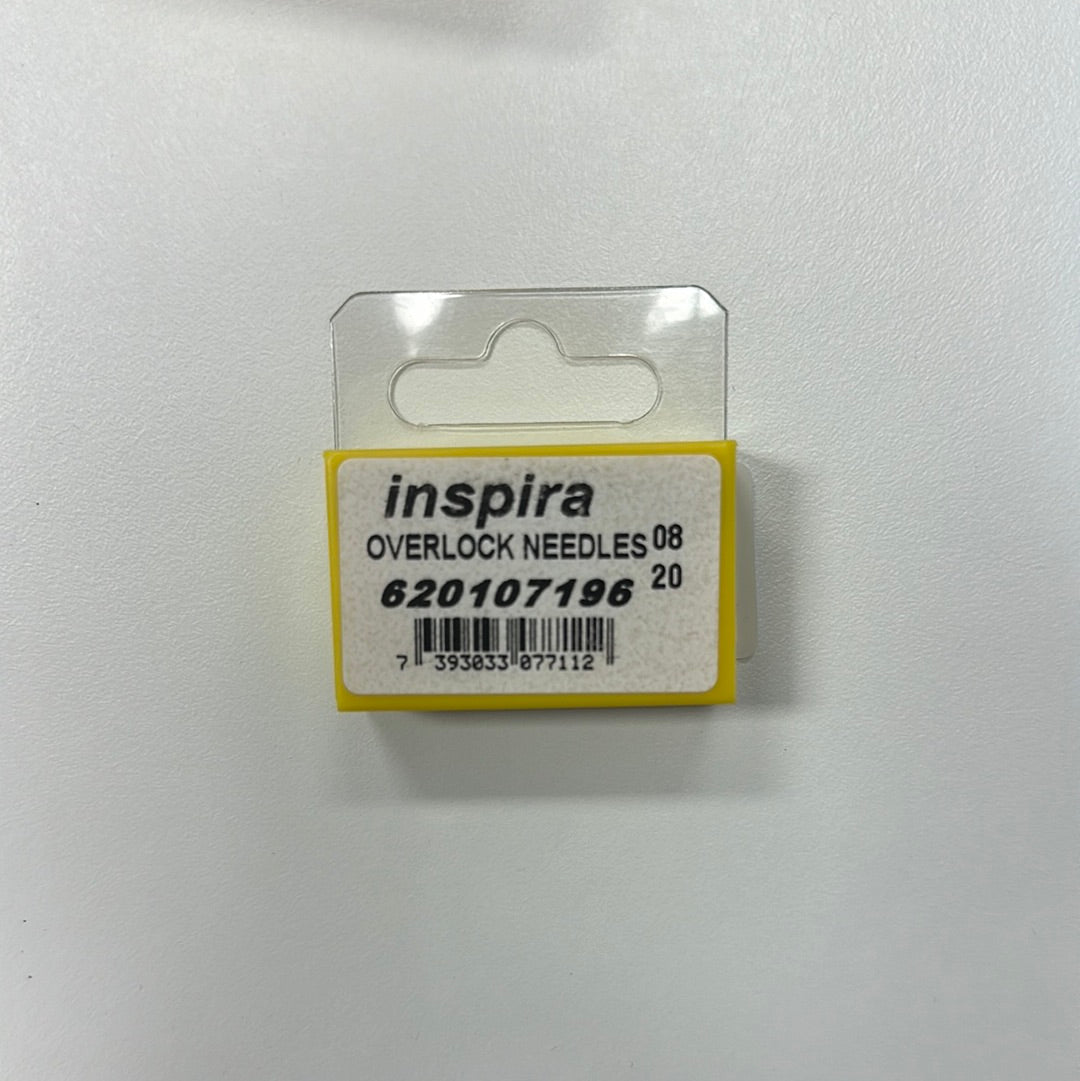 inspira
OVERLOCK NEEDLES 08
620107196 20
7 393033 077112